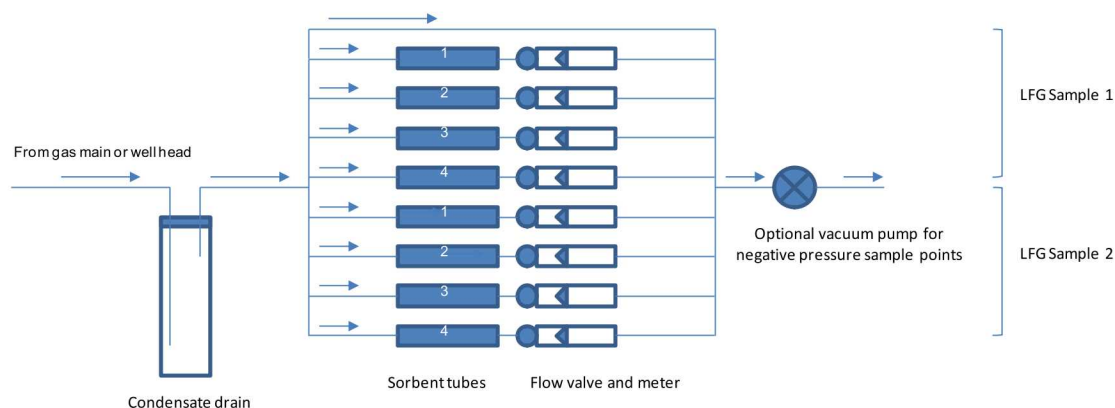 1
2
LFG Sample 1
3
From gas main or well head
4
1
Optional vacuum pump for
negative pressure sample points
2
LFG Sample 2
3
4
Sorbent tubes
Flow valve and meter
Condensate drain